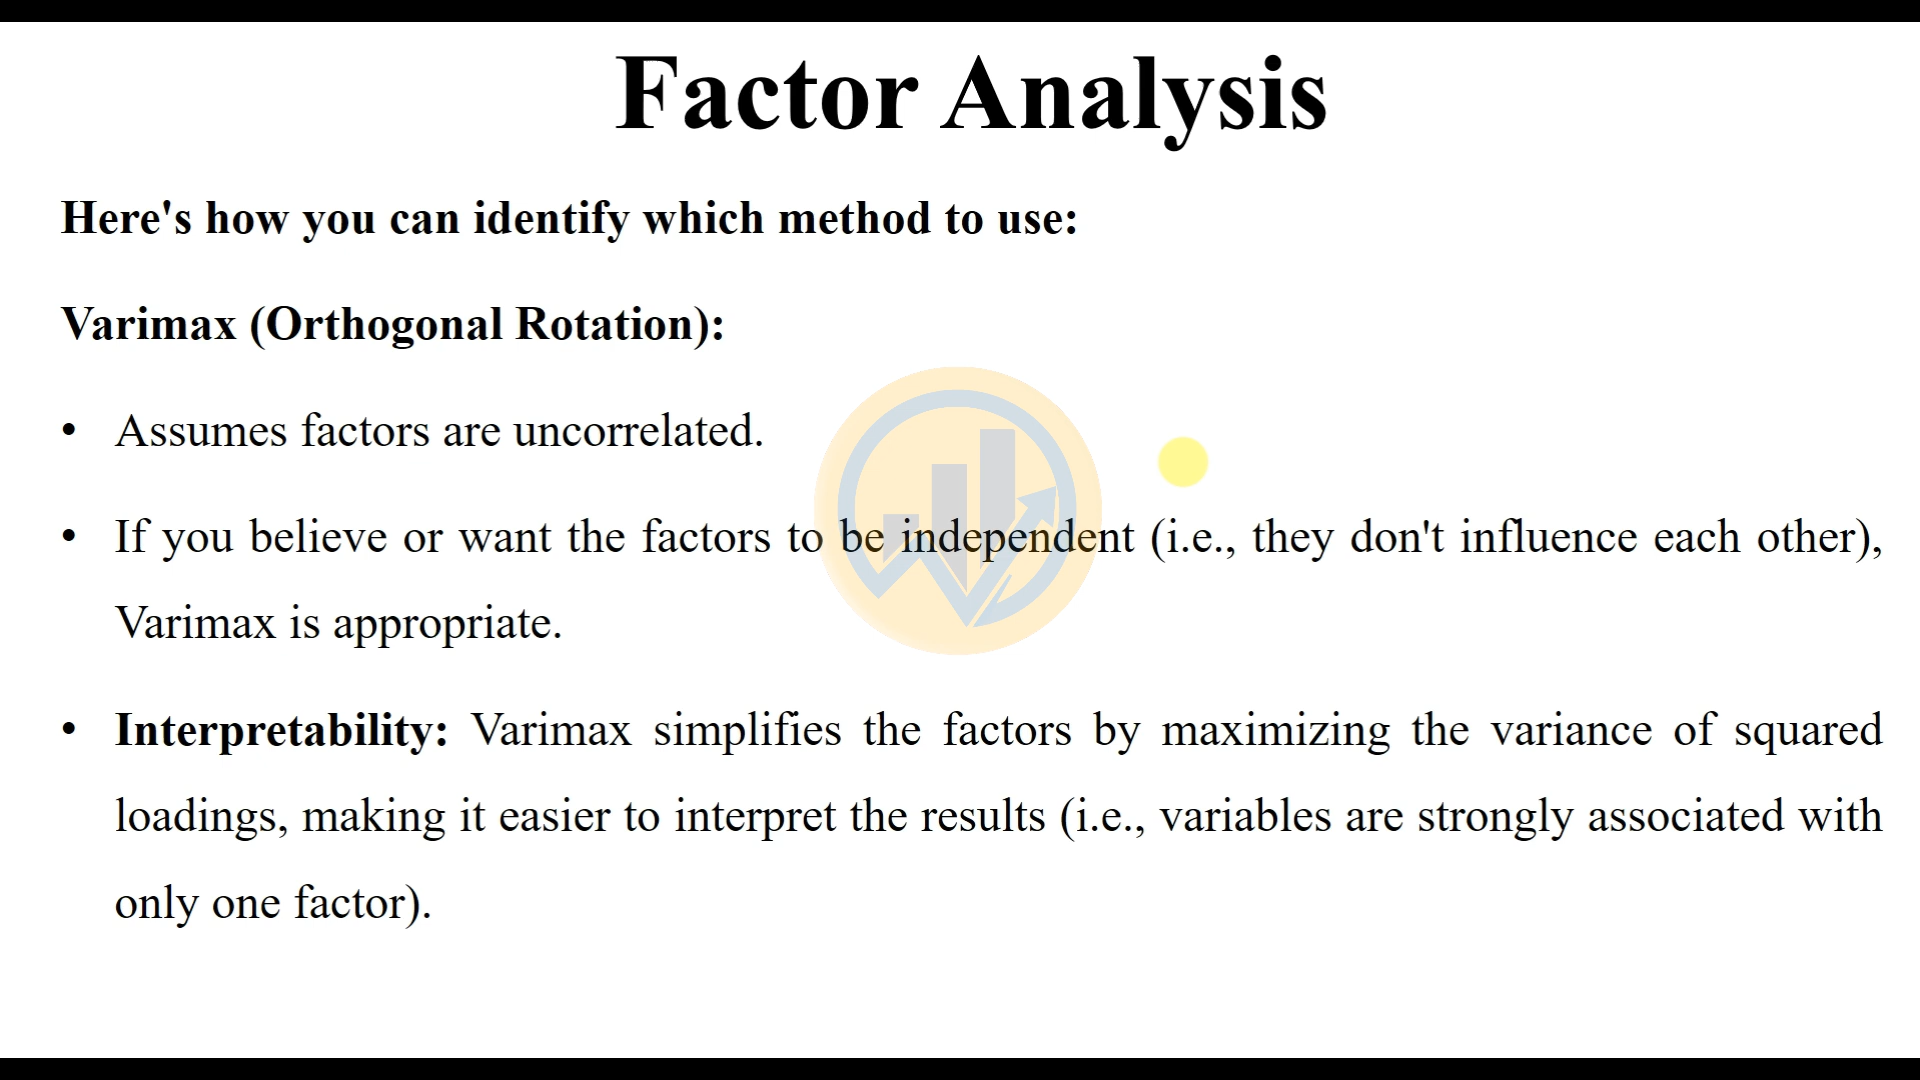 Factor Analysis
Here's how you can identify which method to use:
Varimax (Orthogonal Rotation):
• Assumes factors are uncorrelated.
• If you believe or want the factors to be independent (i.e., they don't influence each other),
Varimax is appropriate.
• Interpretability: Varimax simplifies the factors by maximizing the variance of squared
loadings, making it easier to interpret the results (i.e., variables are strongly associated with
only one factor).